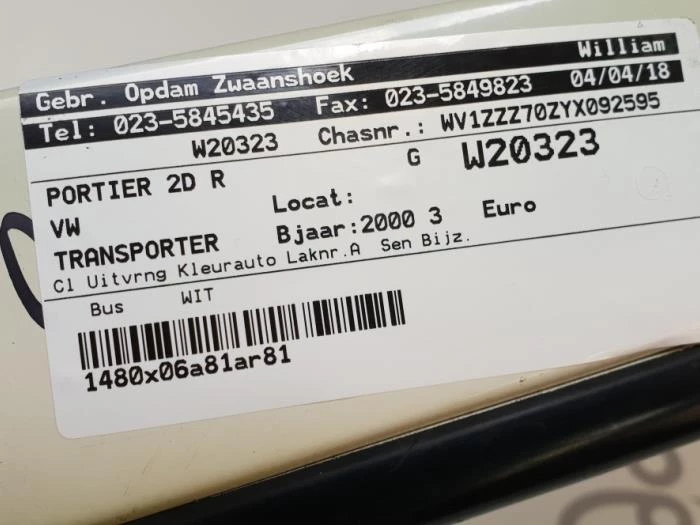 Gebr. Opdam Zwaanshoek William
Tel: 023-5845435 Fax: 023-5849823 04/04/18
W20323 Chasnr.: WV1ZZZ70ZYX092595
PORTIER 2D R G W20323
VW Locat:
TRANSPORTER Bjaar:2000 3 Euro
Cl Uitvrng Kleurauto Laknr.A Sen Bijz.
Bus WIT
1480x06a81ar81